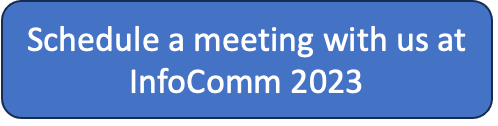 Schedule a meeting with us at
InfoComm 2023